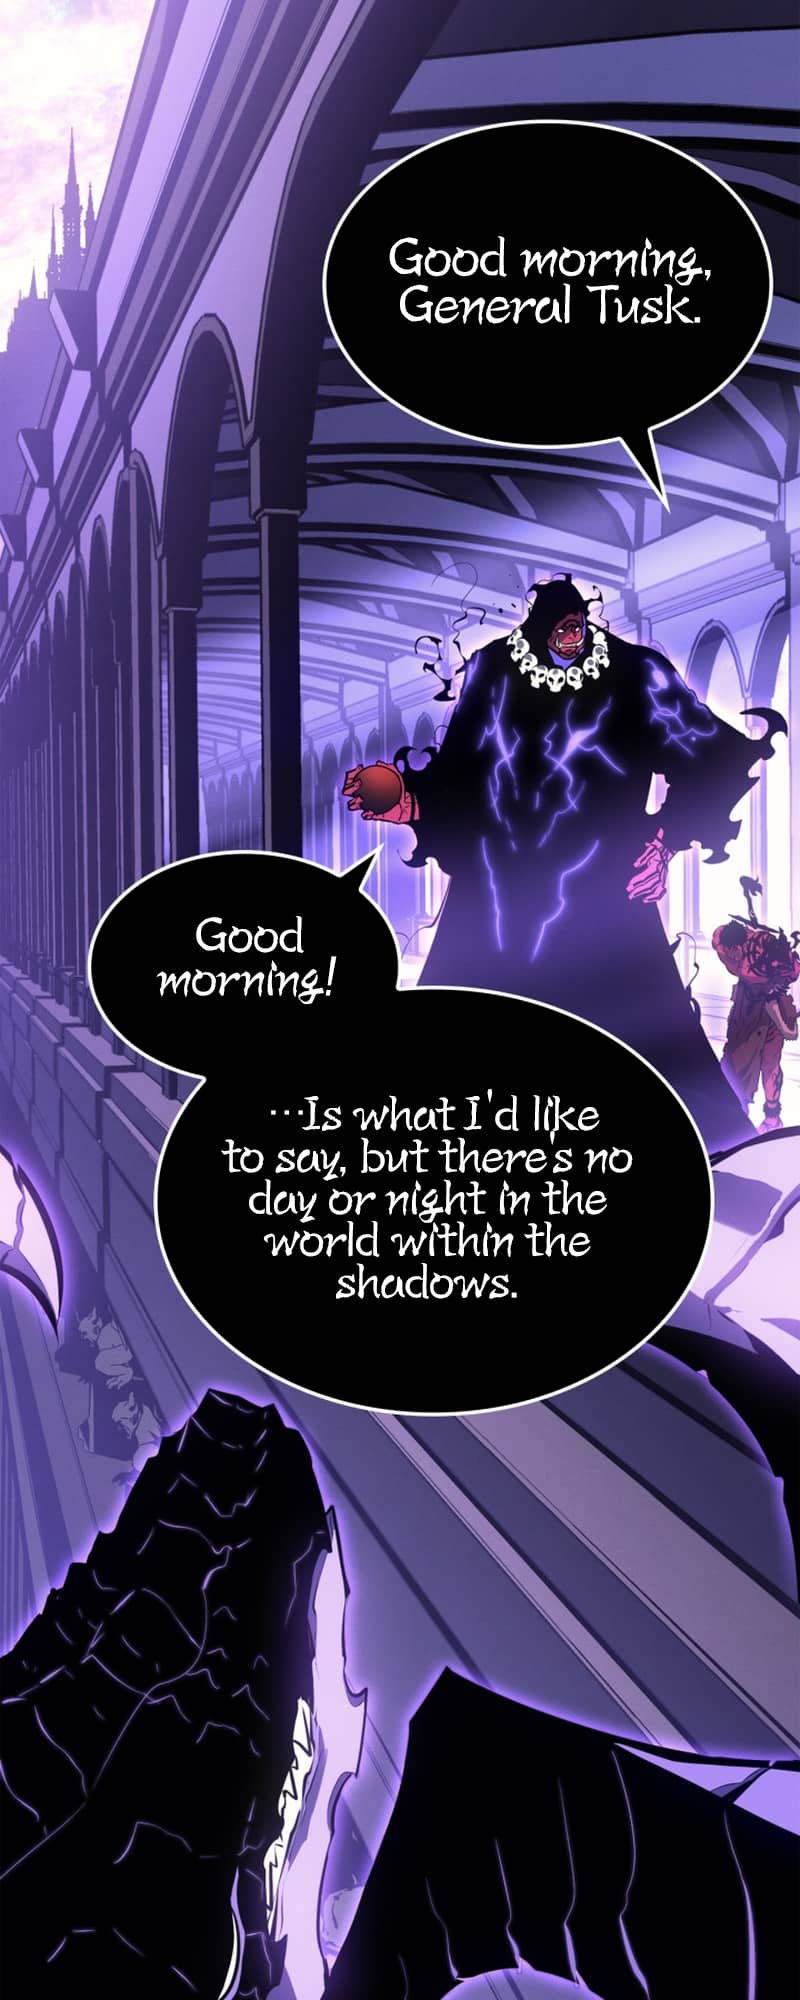 Good morning,
General Tusk.
Good
morning!
...Is what I'd like
to say, but there's no
day or night in the
world within the
shadows.